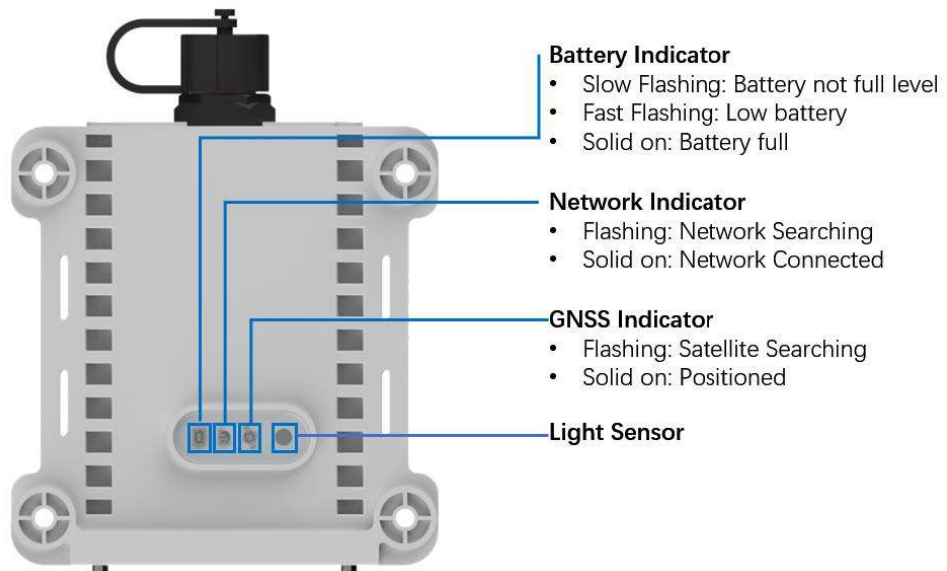 Battery Indicator
• Slow Flashing: Battery not full level
• Fast Flashing: Low battery
• Solid on: Battery full
Network Indicator
• Flashing: Network Searching
• Solid on: Network Connected
GNSS Indicator
• Flashing: Satellite Searching
• Solid on: Positioned
Light Sensor